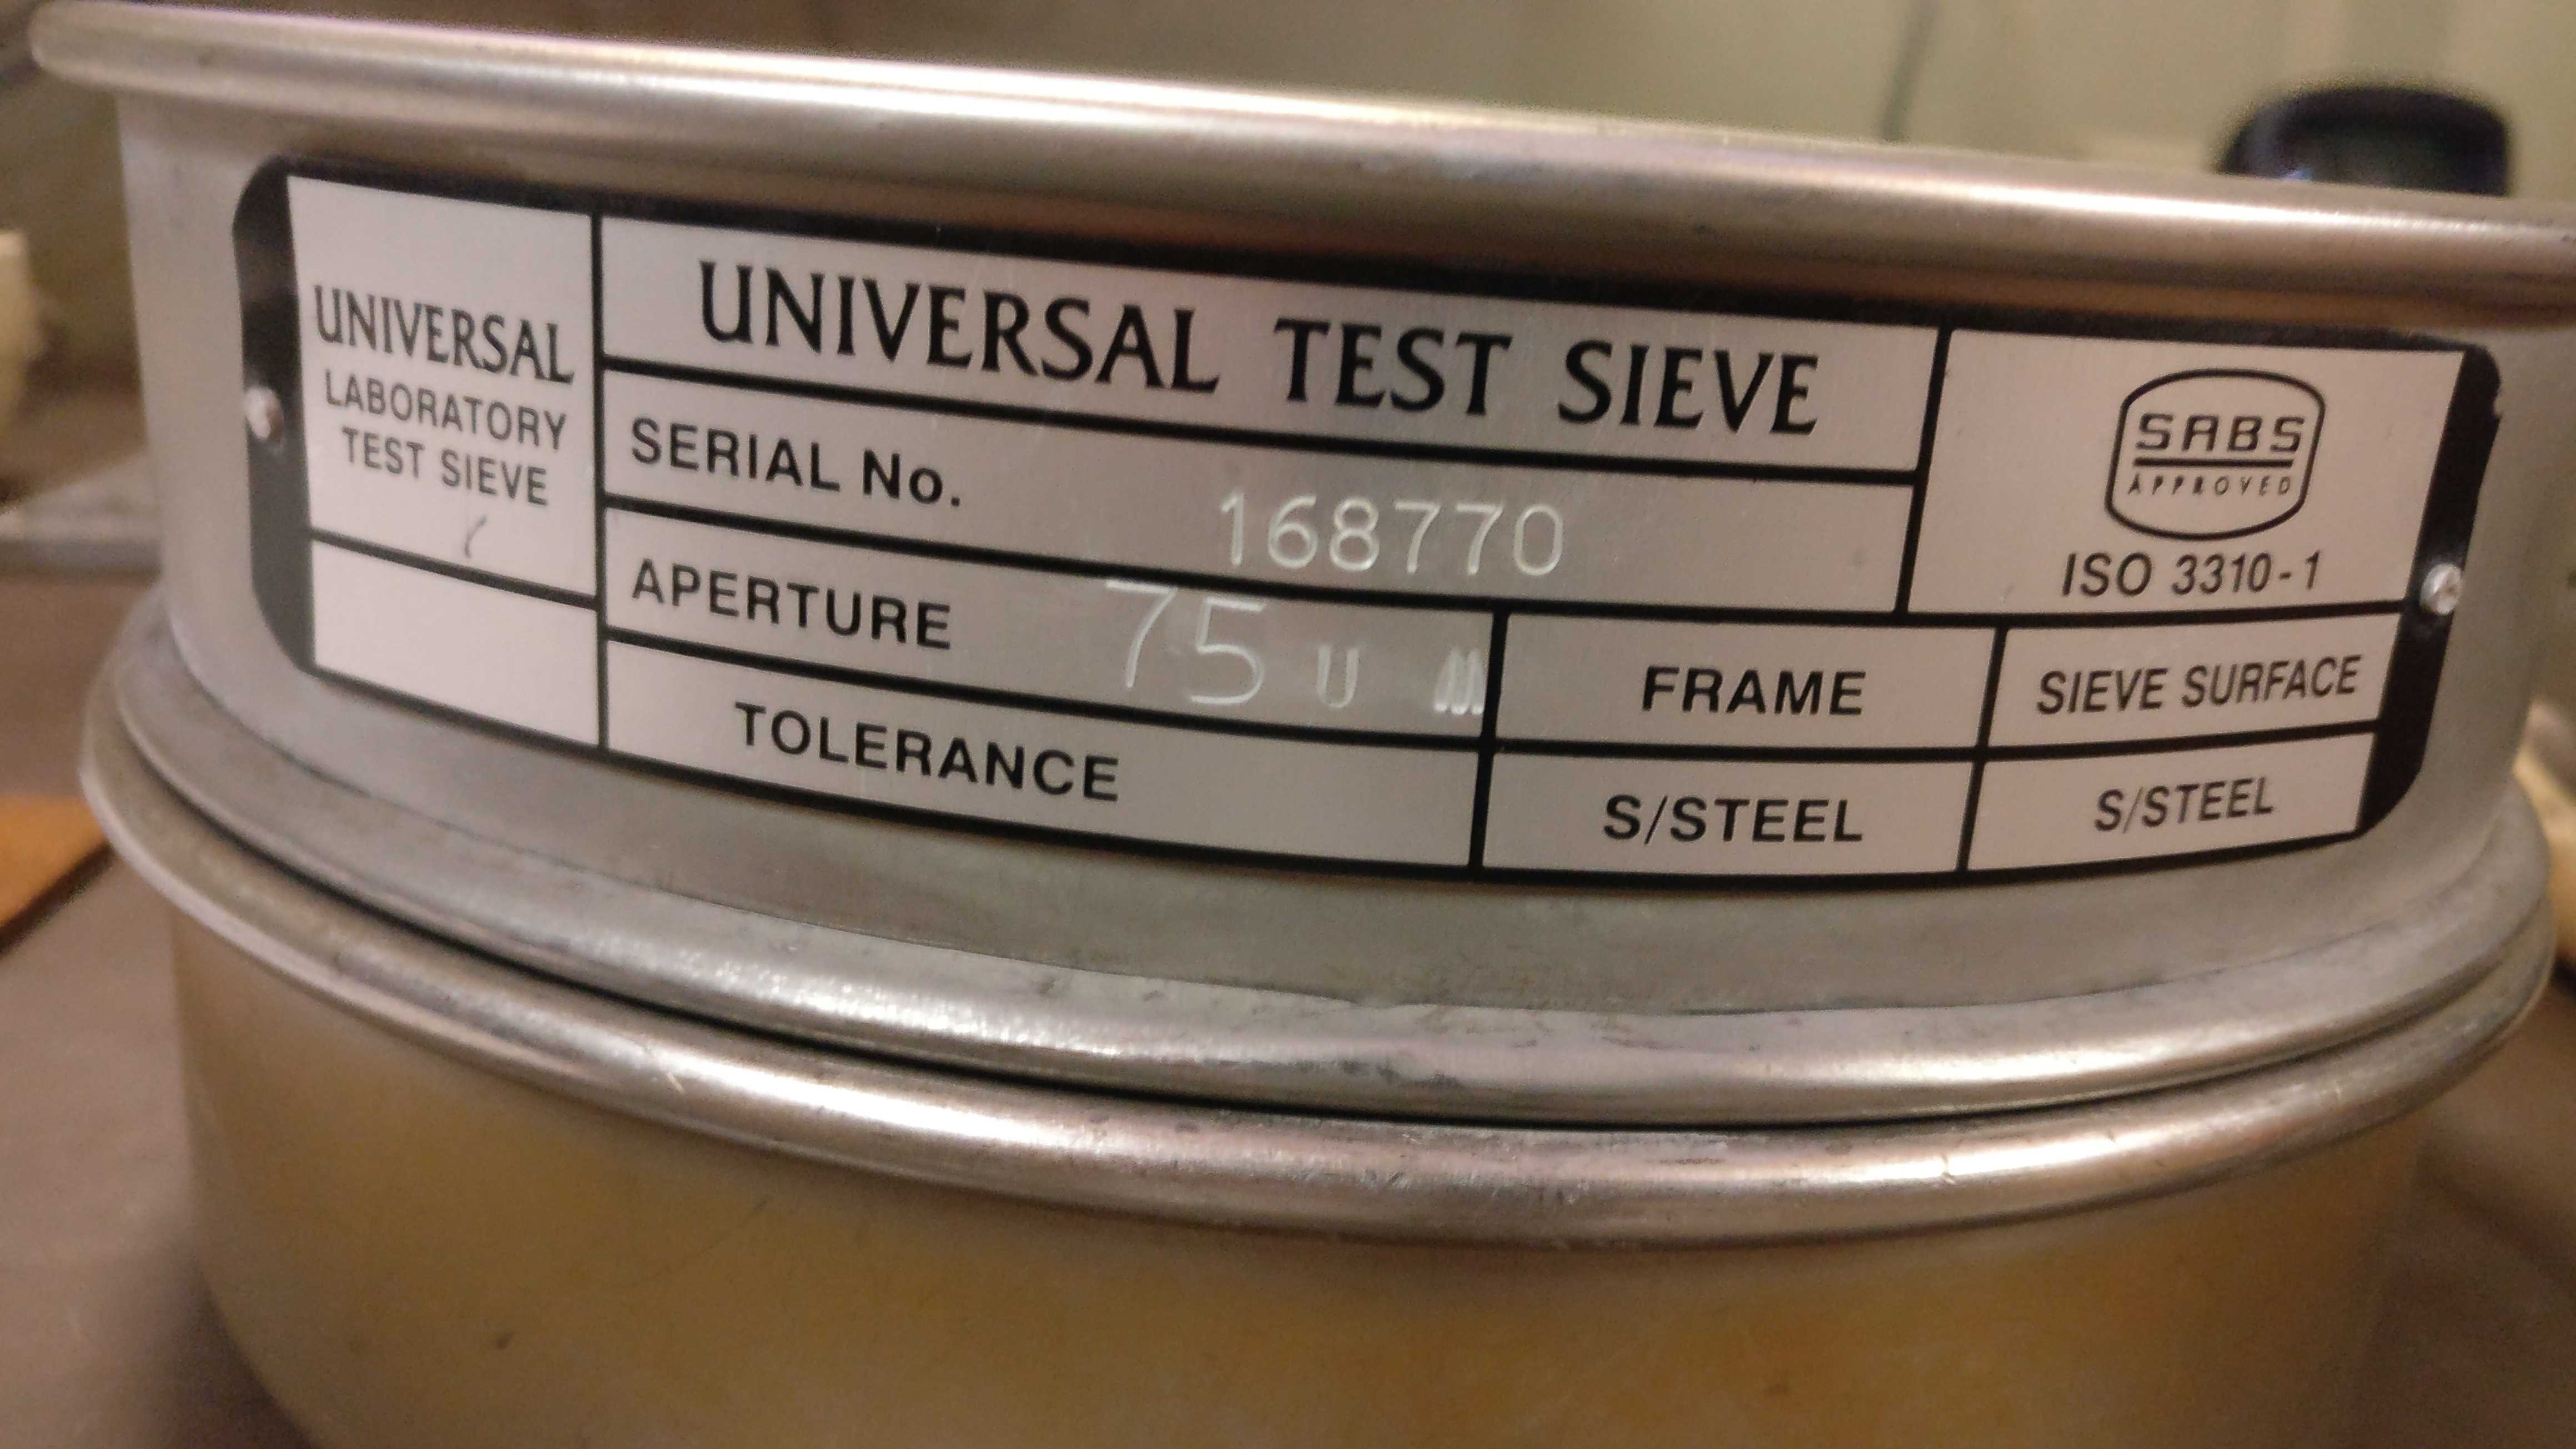 UNIVERSAL
LABORATORY
TEST SIEVE
UNIVERSAL TEST SIEVE
SERIAL No. 168770
APERTURE 75 U M
TOLERANCE
SABS
APPROVED
ISO 3310-1
FRAME
SIEVE SURFACE
S/STEEL
S/STEEL